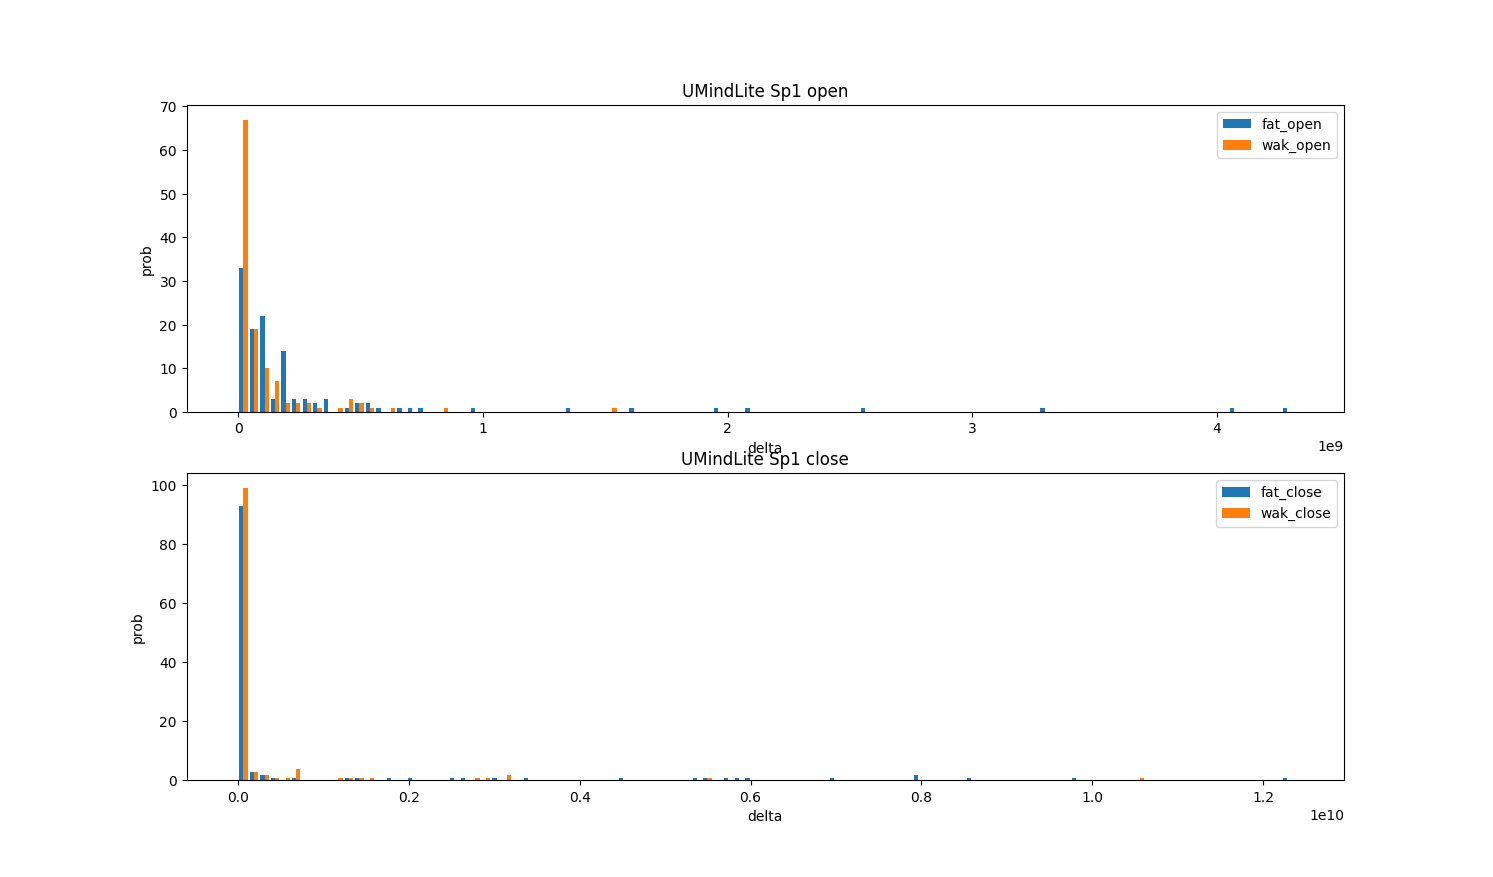 UMindLite Sp1 open
70
60
50
40
30
20
10
0
prob
fat_open
wak_open
0 1 2 3 4
1e9
delta
UMindLite Sp1 close
100
80
60
40
20
0
prob
fat_close
wak_close
0.0 0.2 0.4 0.6 0.8 1.0 1.2
1e10
delta